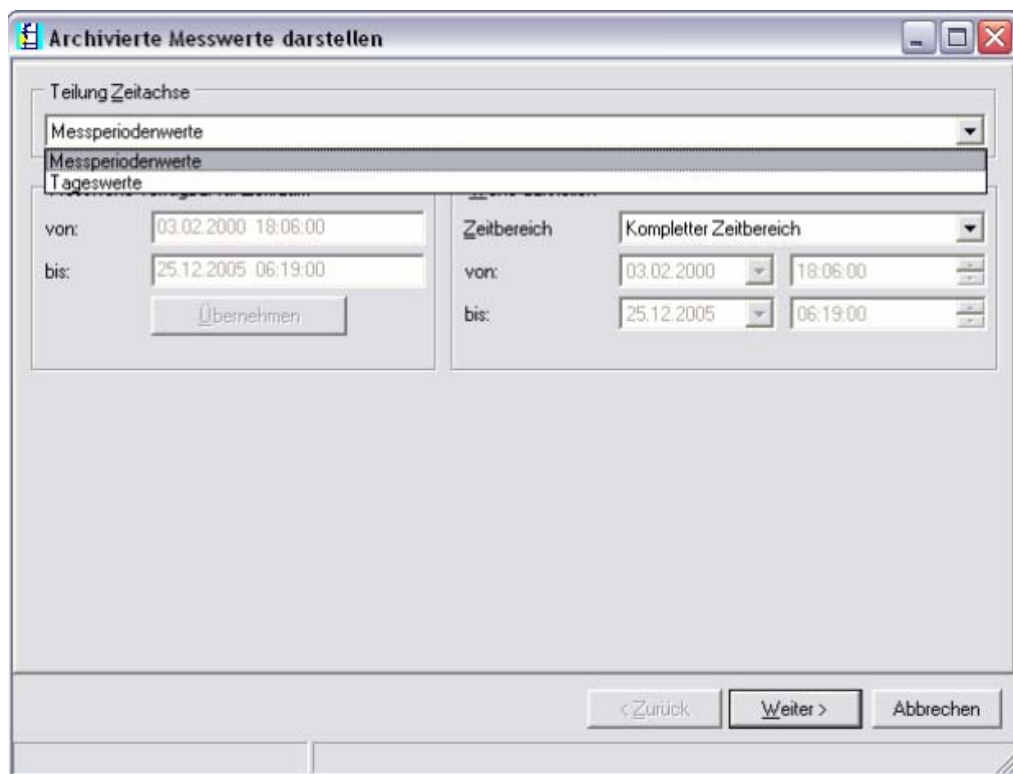 Archivierte Messwerte darstellen
Teilung Zeitachse
Messperiodenwerte
Messperiodenwerte
Tageswerte
von: 03.02.2000 18:06:00
bis: 25.12.2005 06:19:00
Übernehmen
Zeitbereich Kompletter Zeitbereich
von: 03.02.2000 18:06:00
bis: 25.12.2005 06:19:00
< Zurück Weiter > Abbrechen